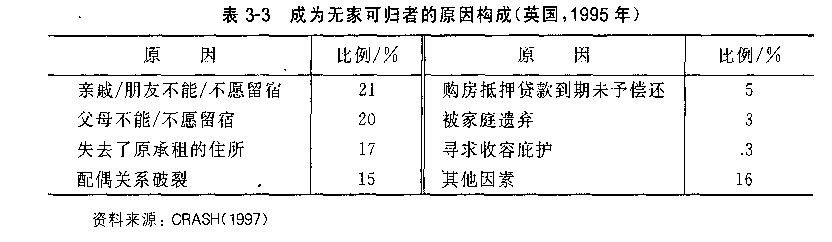 表 3-3 成为无家可归者的原因构成(英国,1995年)
原 因 比例/% 原 因 比例/%
亲戚/朋友不能/不愿留宿 21 购房抵押贷款到期未予偿还 5
父母不能/不愿留宿 20 被家庭遗弃 3
失去了原承租的住所 17 寻求收容庇护 .3
配偶关系破裂 15 其他因素 16
资料来源: CRASH(1997)